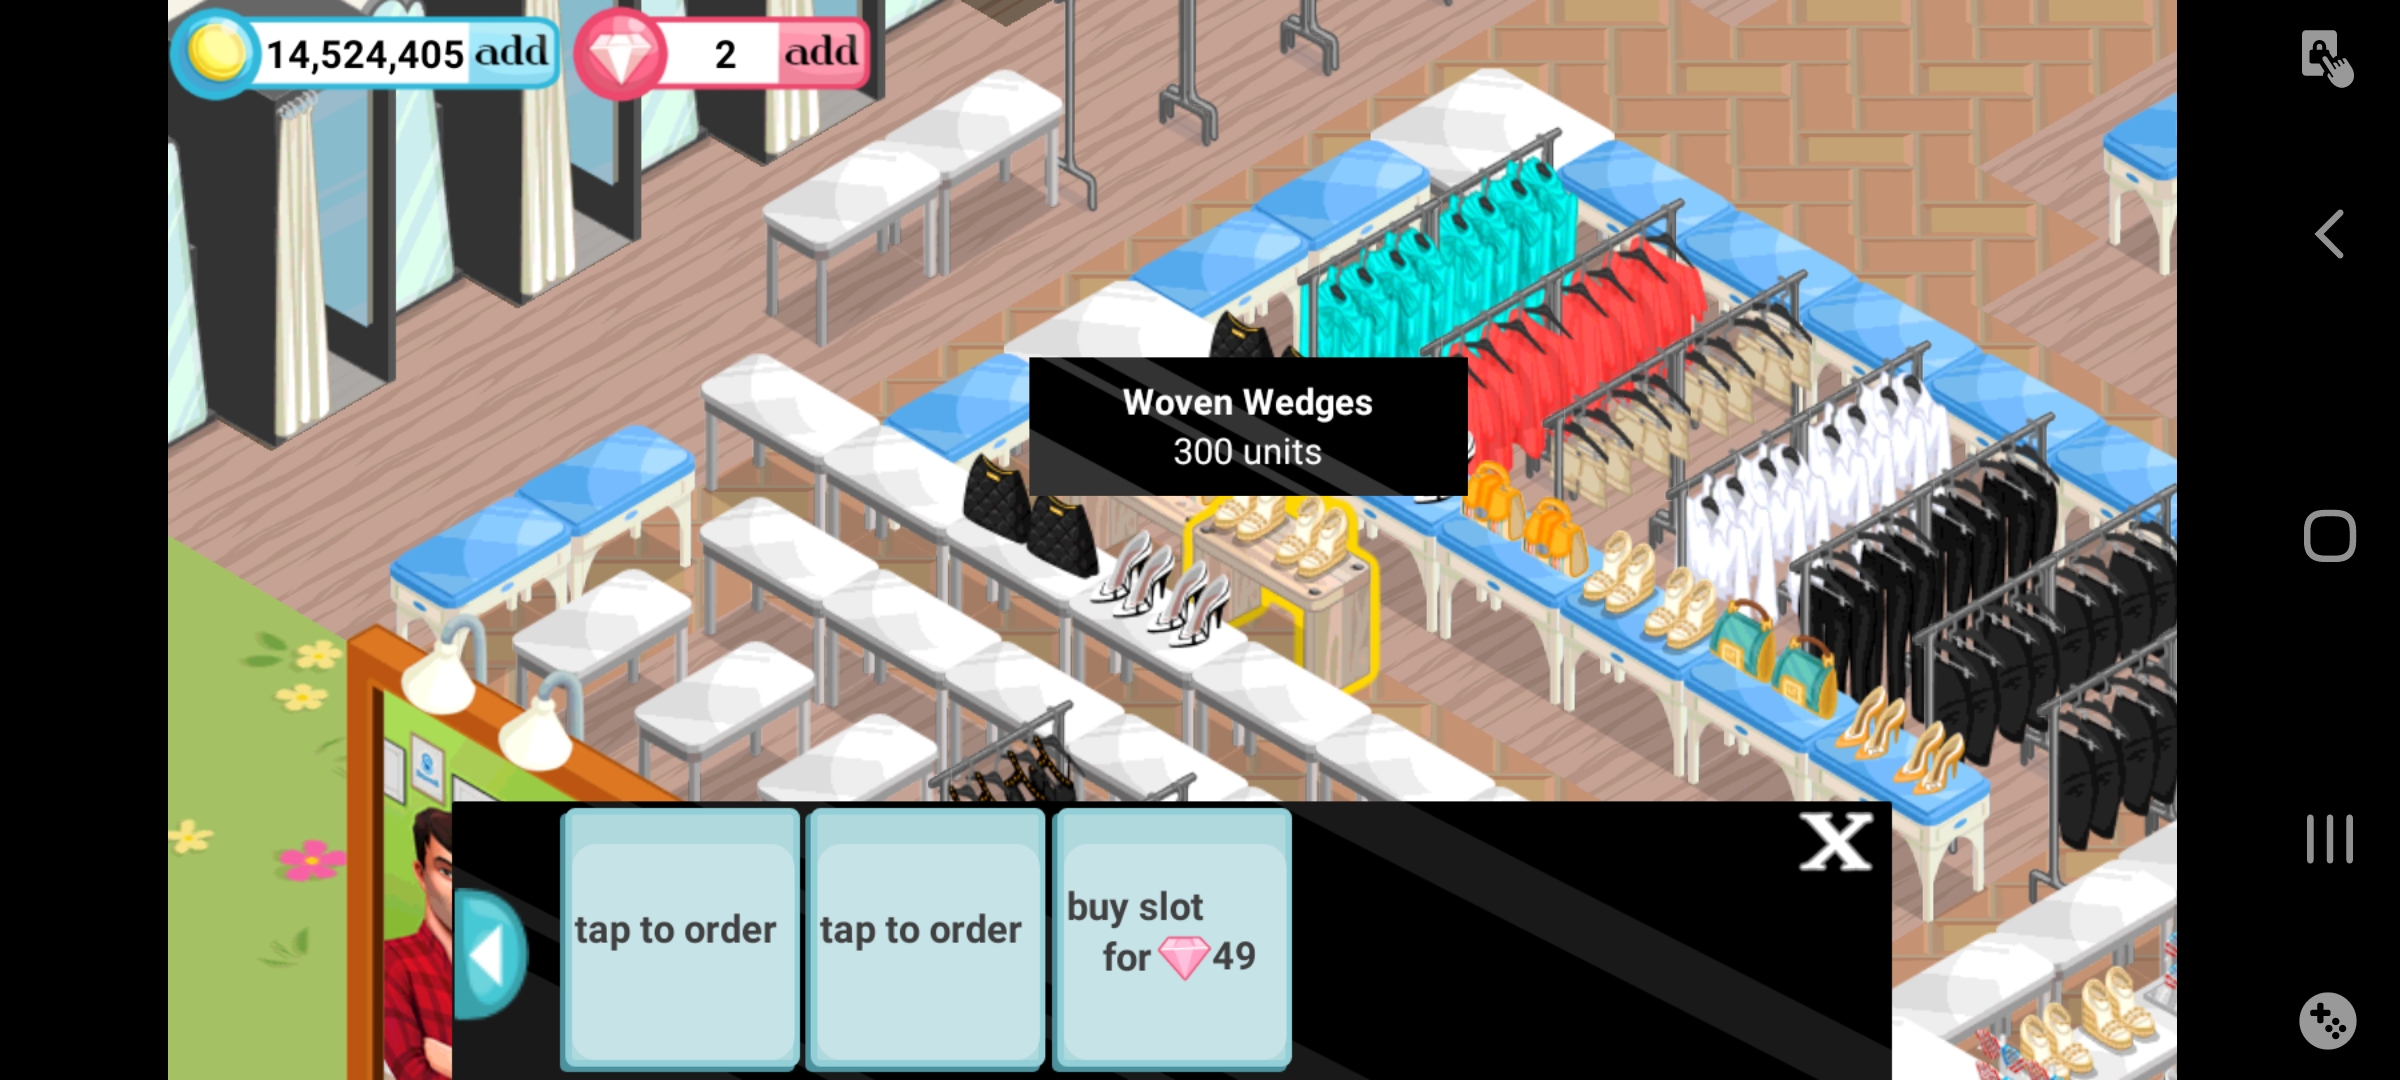 14,524,405 add 2 add
Woven Wedges
300 units
X
tap to order
tap to order
buy slot
for 49